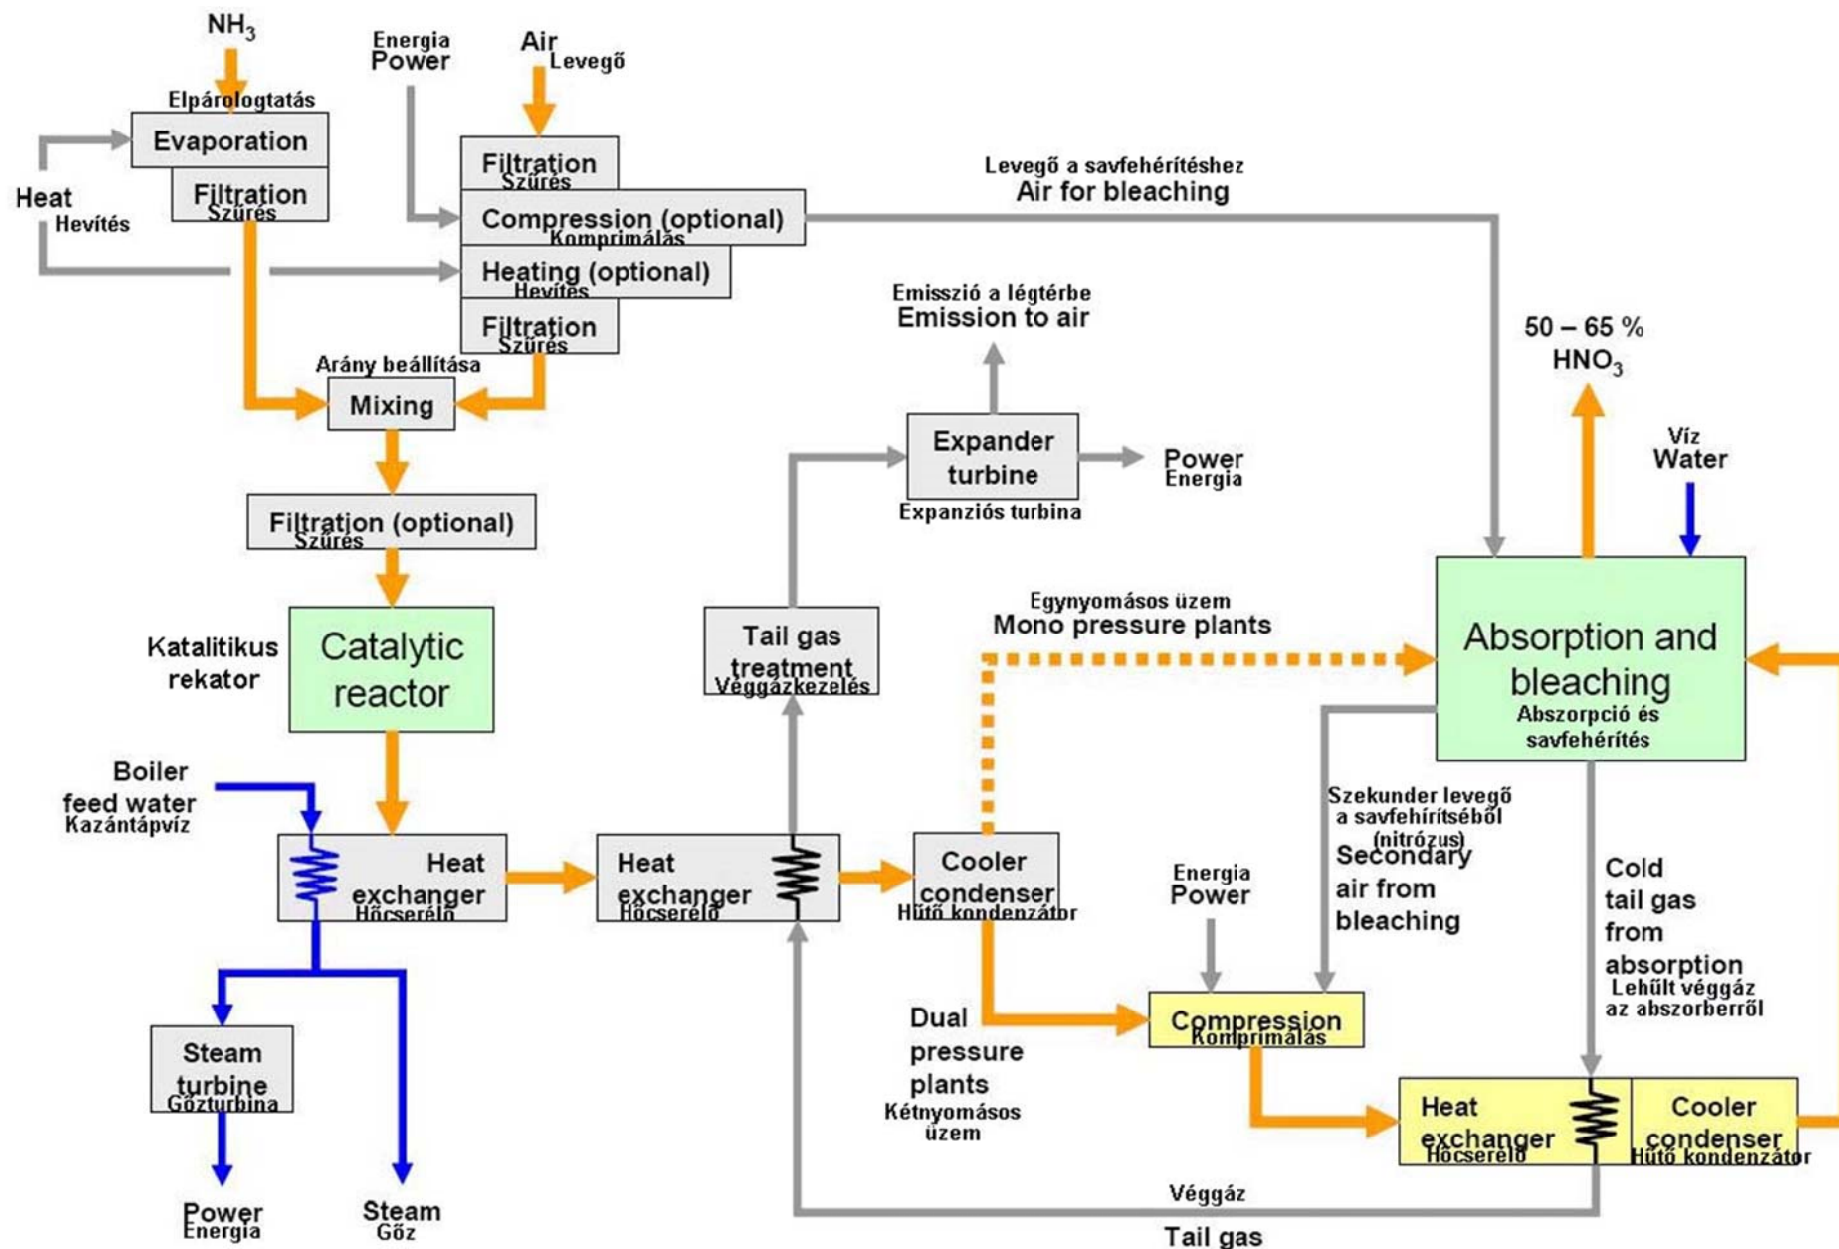 NH3
Elpárologtatás
Evaporation
Filtration
Szűrés
Heat
Hevítés
Energia
Power
Air
Levegő
Filtration
Szűrés
Compression (optional)
Komprimálás
Heating (optional)
Hevítés
Filtration
Szűrés
Levegő a savfehérítéshez
Air for bleaching
Arány beállítása
Mixing
Filtration (optional)
Szűrés
Katalitikus
rekator
Catalytic
reactor
Boiler
feed water
Kazántápvíz
Heat
exchanger
Hőcserélő
Steam
turbine
Gőzturbina
Power
Energia
Steam
Gőz
Heat
exchanger
Hőcserélő
Tail gas
treatment
Véggázkezelés
Emisszió a légtérbe
Emission to air
Expander
turbine
Expanziós turbina
Power
Energia
Cooler
condenser
Hűtő kondenzátor
Egynyomásos üzem
Mono pressure plants
50 – 65 %
HNO3
Víz
Water
Absorption and
bleaching
Abszorpció és
savfehérítés
Szekunder levegő
a savfehírítséből
(nitrózus)
Secondary
air from
bleaching
Energia
Power
Cold
tail gas
from
absorption
Lehűlt véggáz
az abszorberről
Dual
pressure
plants
Kétnyomásos
üzem
Compression
Komprimálás
Heat
exchanger
Hőcserélő
Cooler
condenser
Hűtő kondenzátor
Véggáz
Tail gas